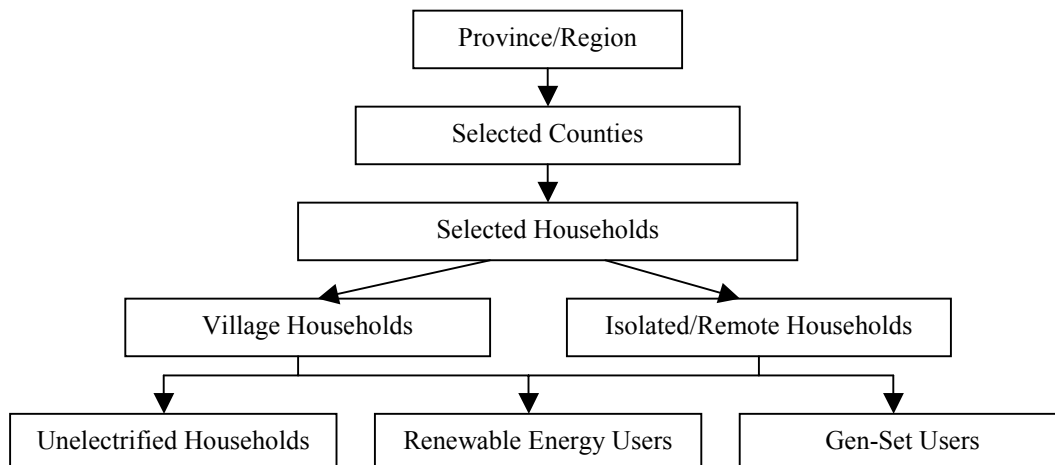 Province/Region
Selected Counties
Selected Households
Village Households
Isolated/Remote Households
Unelectrified Households
Renewable Energy Users
Gen-Set Users